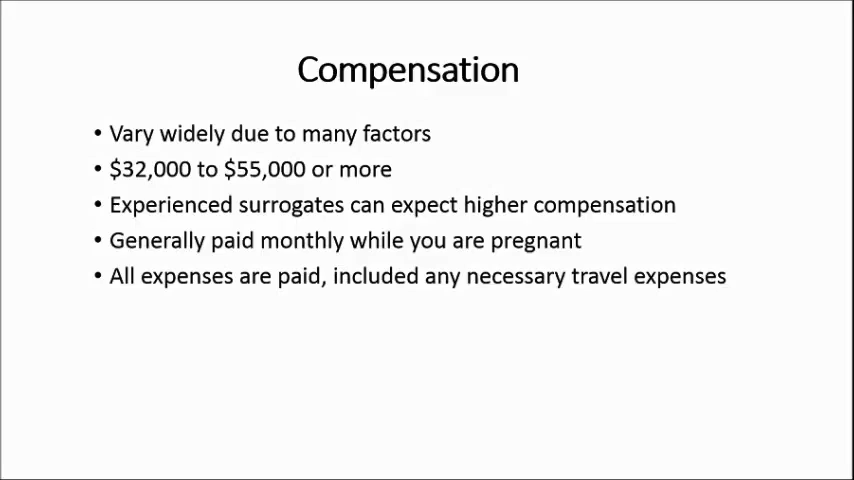 Compensation
• Vary widely due to many factors
• $32,000 to $55,000 or more
• Experienced surrogates can expect higher compensation
• Generally paid monthly while you are pregnant
• All expenses are paid, included any necessary travel expenses